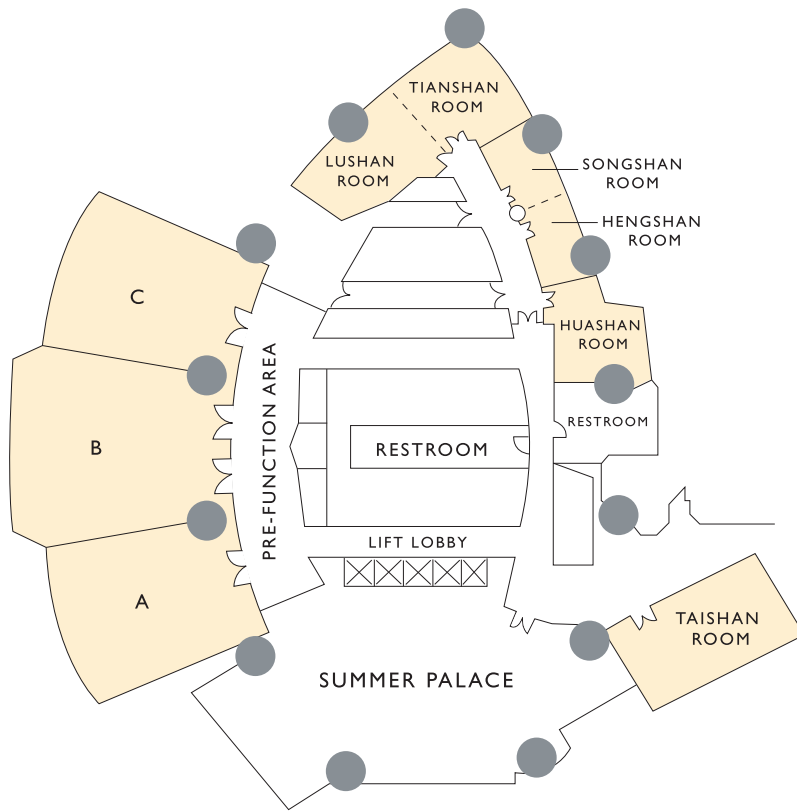 TIANSHAN
ROOM
LUSHAN
ROOM
SONGSHAN
ROOM
HENGSHAN
ROOM
C
HUASHAN
ROOM
PRE-FUNCTION AREA
RESTROOM
B
RESTROOM
LIFT LOBBY
A
TAISHAN
ROOM
SUMMER PALACE